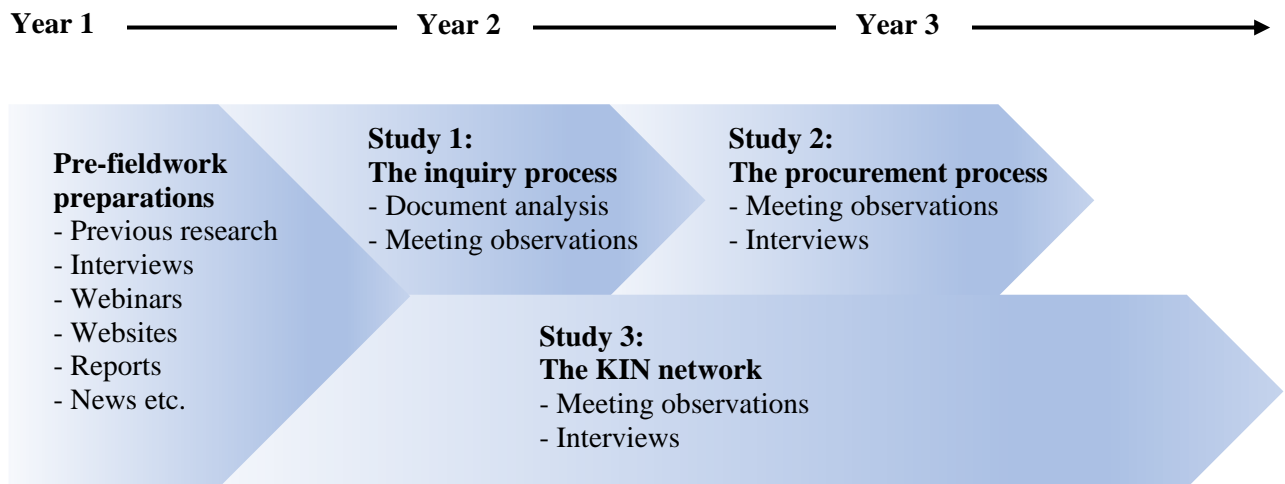 Year 1
Year 2
Year 3
Pre-fieldwork
preparations
- Previous research
- Interviews
- Webinars
- Websites
- Reports
- News etc.
Study 1:
The inquiry process
- Document analysis
- Meeting observations
Study 2:
The procurement process
- Meeting observations
- Interviews
Study 3:
The KIN network
- Meeting observations
- Interviews